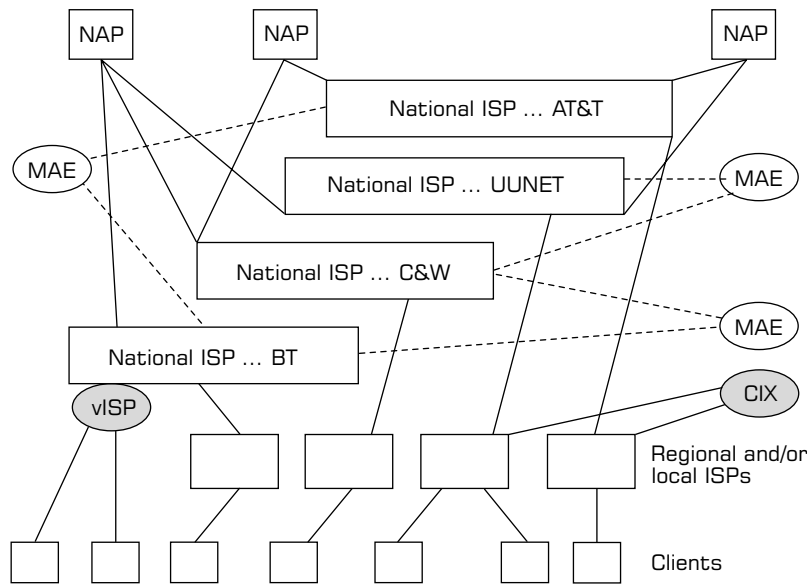 NAP
NAP
NAP
National ISP ... AT&T
MAE
National ISP ... UUNET
MAE
National ISP ... C&W
MAE
National ISP ... BT
vISP
CIX
Regional and/or
local ISPs
Clients